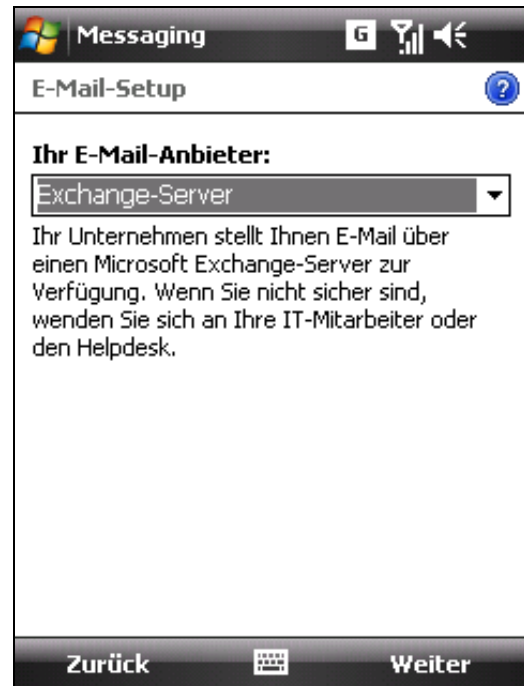 Messaging
G
E-Mail-Setup
?
Ihr E-Mail-Anbieter:
Exchange-Server
Ihr Unternehmen stellt Ihnen E-Mail über
einen Microsoft Exchange-Server zur
Verfügung. Wenn Sie nicht sicher sind,
wenden Sie sich an Ihre IT-Mitarbeiter oder
den Helpdesk.
Zurück
Weiter